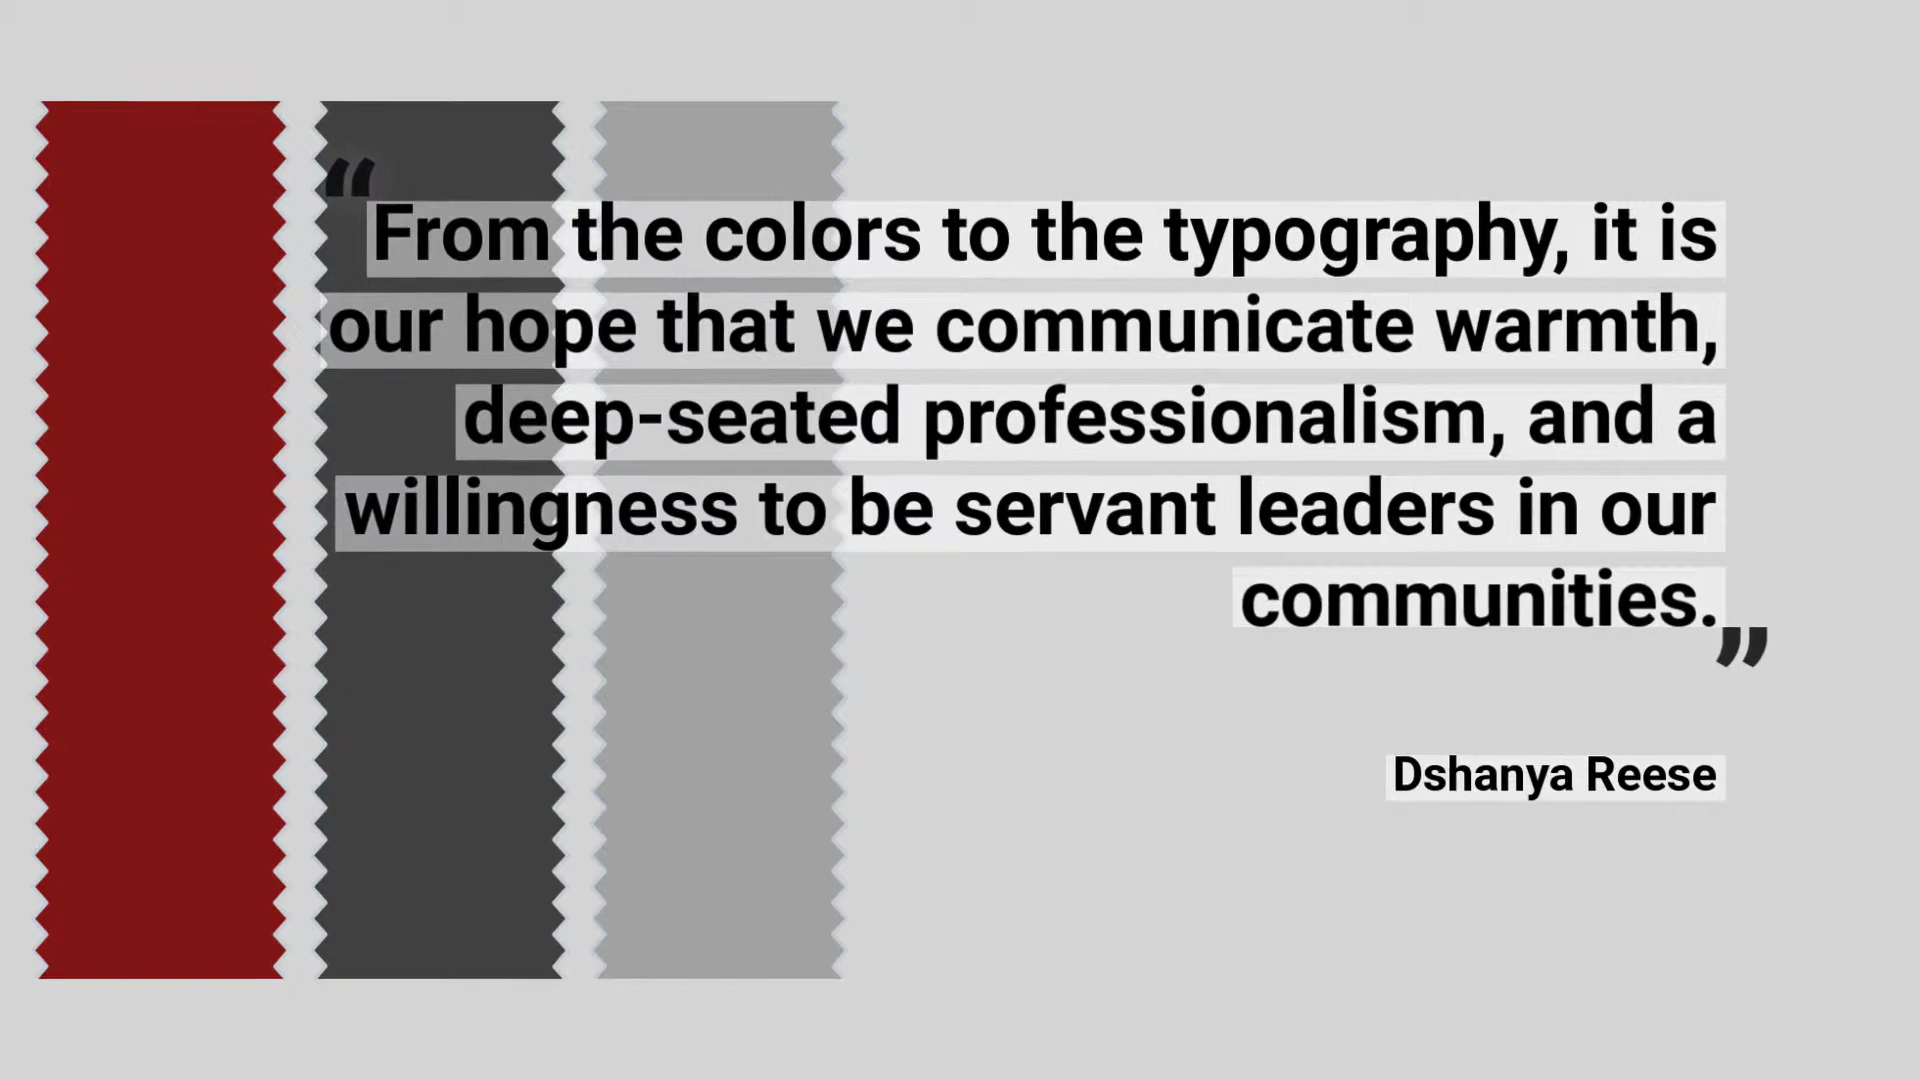 “From the colors to the typography, it is
our hope that we communicate warmth,
deep-seated professionalism, and a
willingness to be servant leaders in our
communities.”
Dshanya Reese